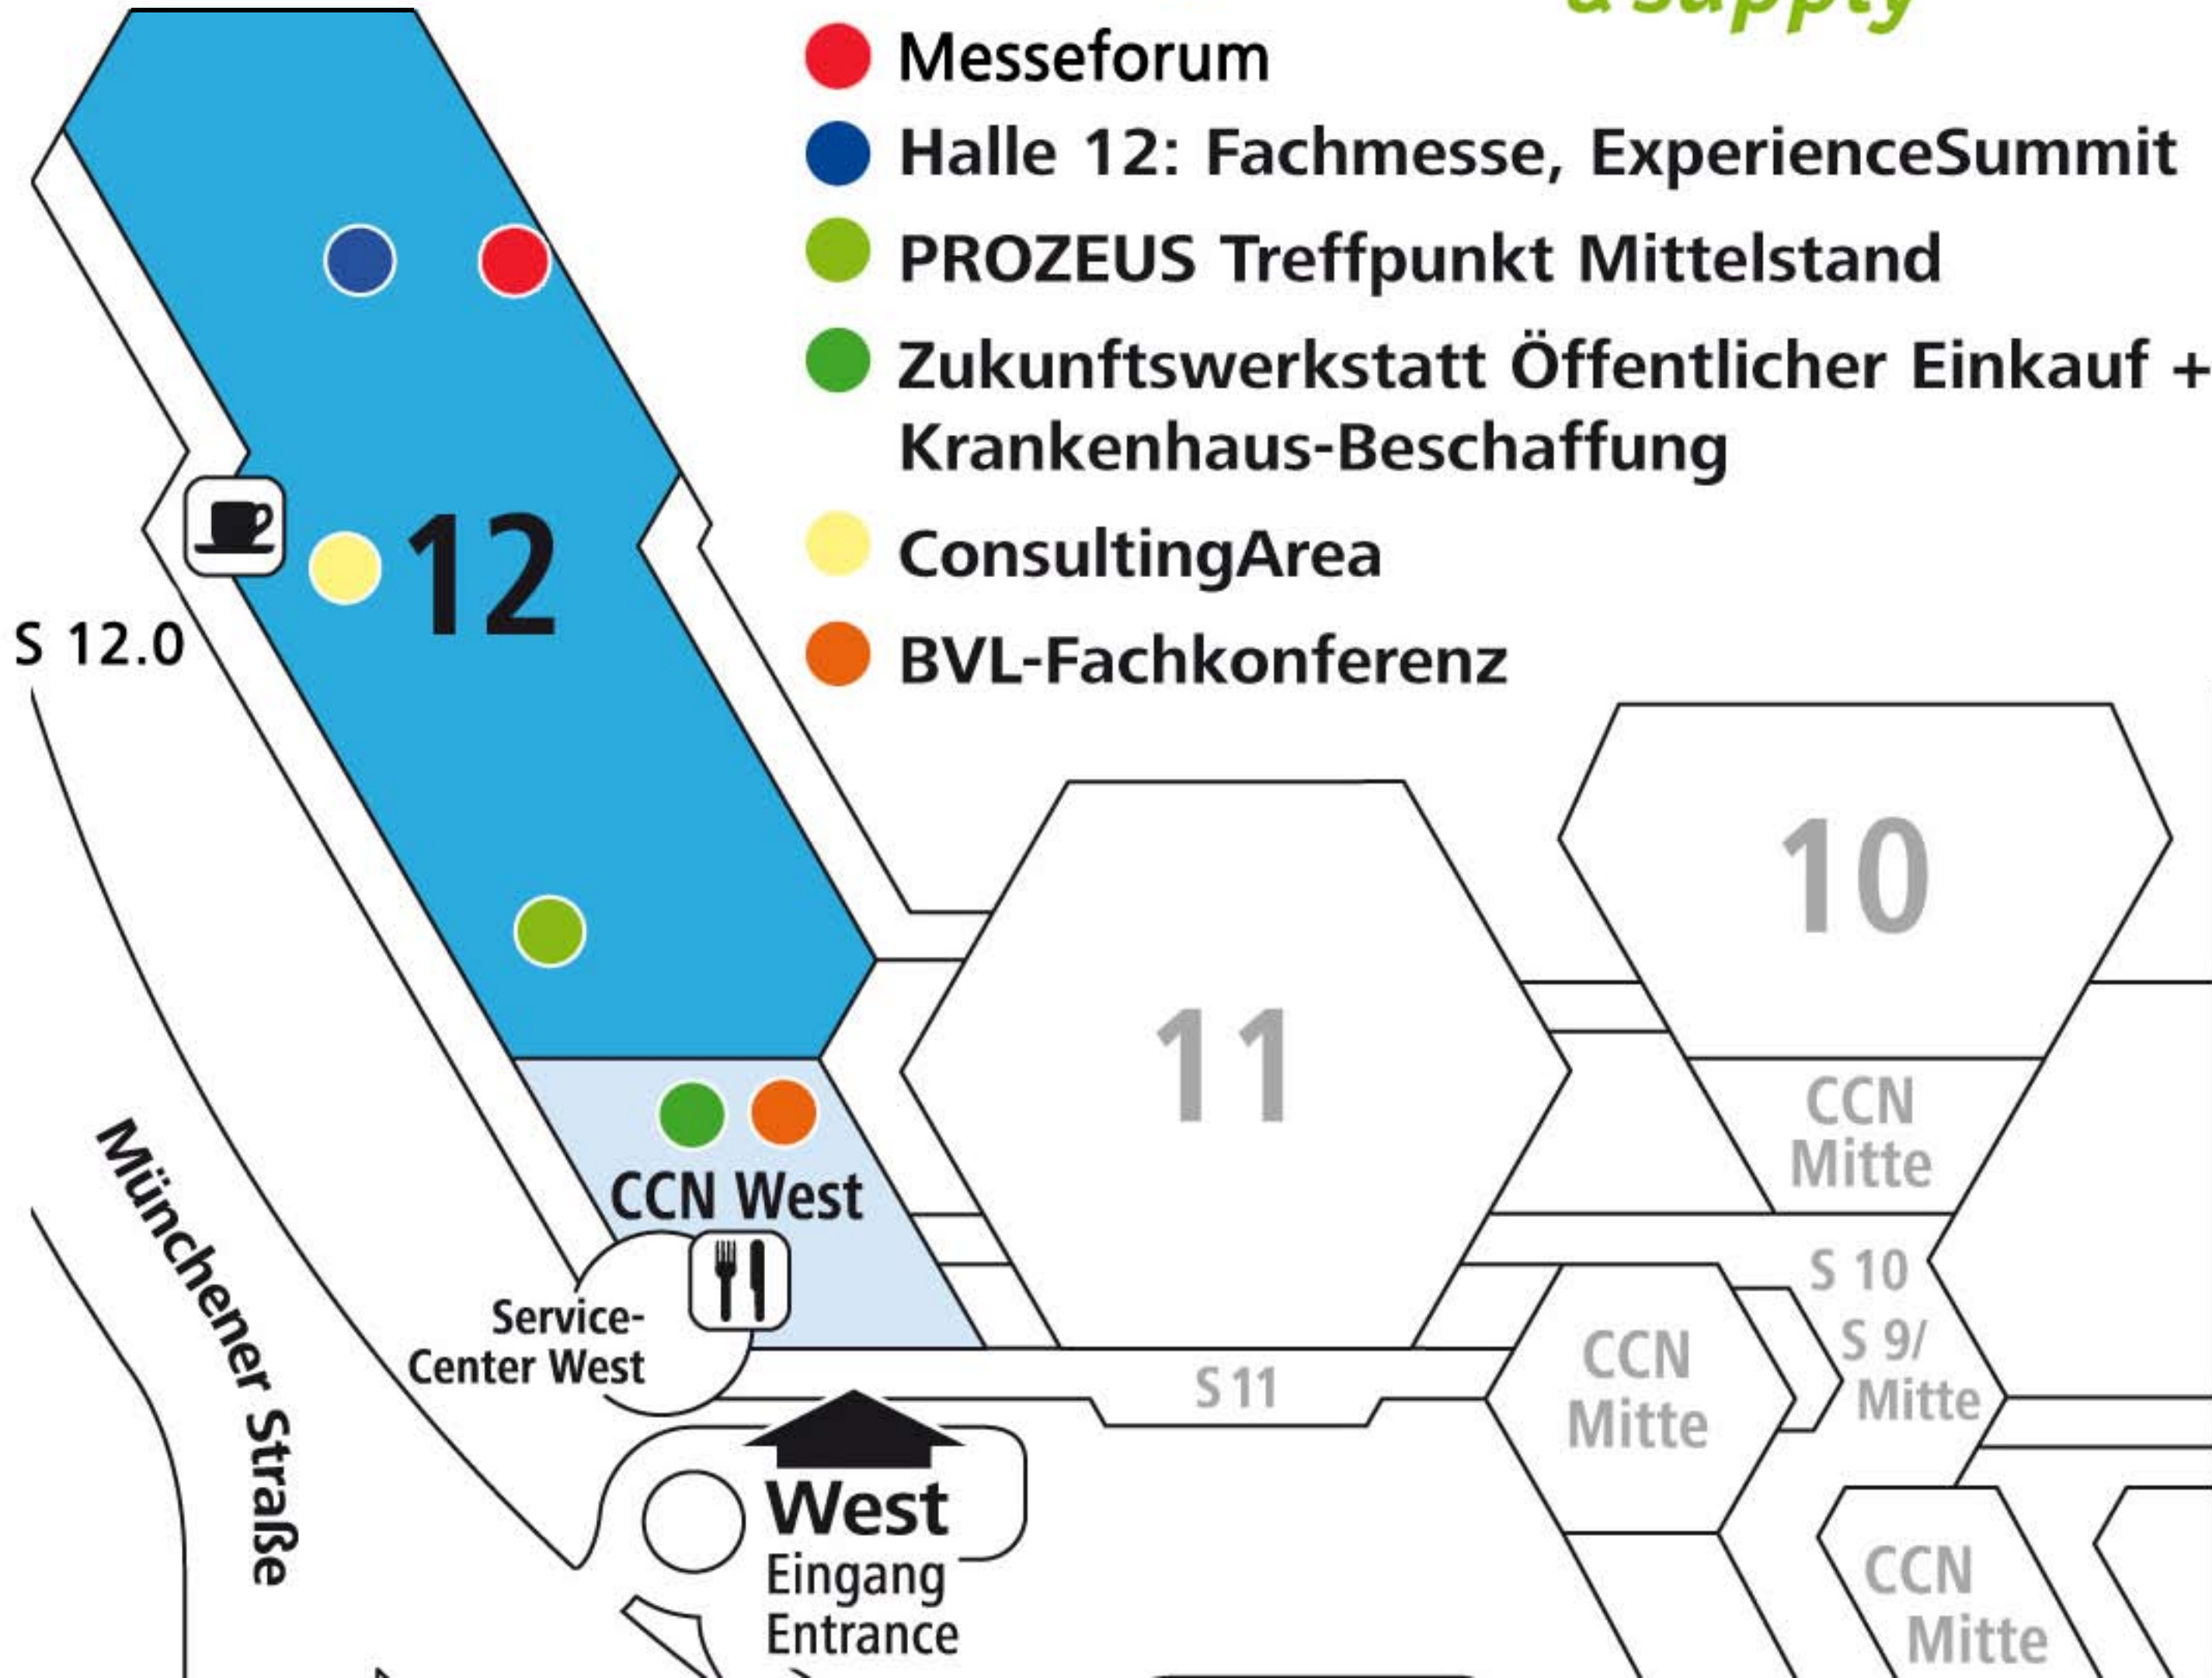 & supply
Messeforum
Halle 12: Fachmesse, ExperienceSummit
PROZEUS Treffpunkt Mittelstand
Zukunftswerkstatt Öffentlicher Einkauf +
Krankenhaus-Beschaffung
ConsultingArea
BVL-Fachkonferenz
12
S 12.0
10
11
CCN
Mitte
CCN West
S 10
Service-
Center West
S 9/
Mitte
CCN
Mitte
S 11
Münchener Straße
West
Eingang
Entrance
CCN
Mitte